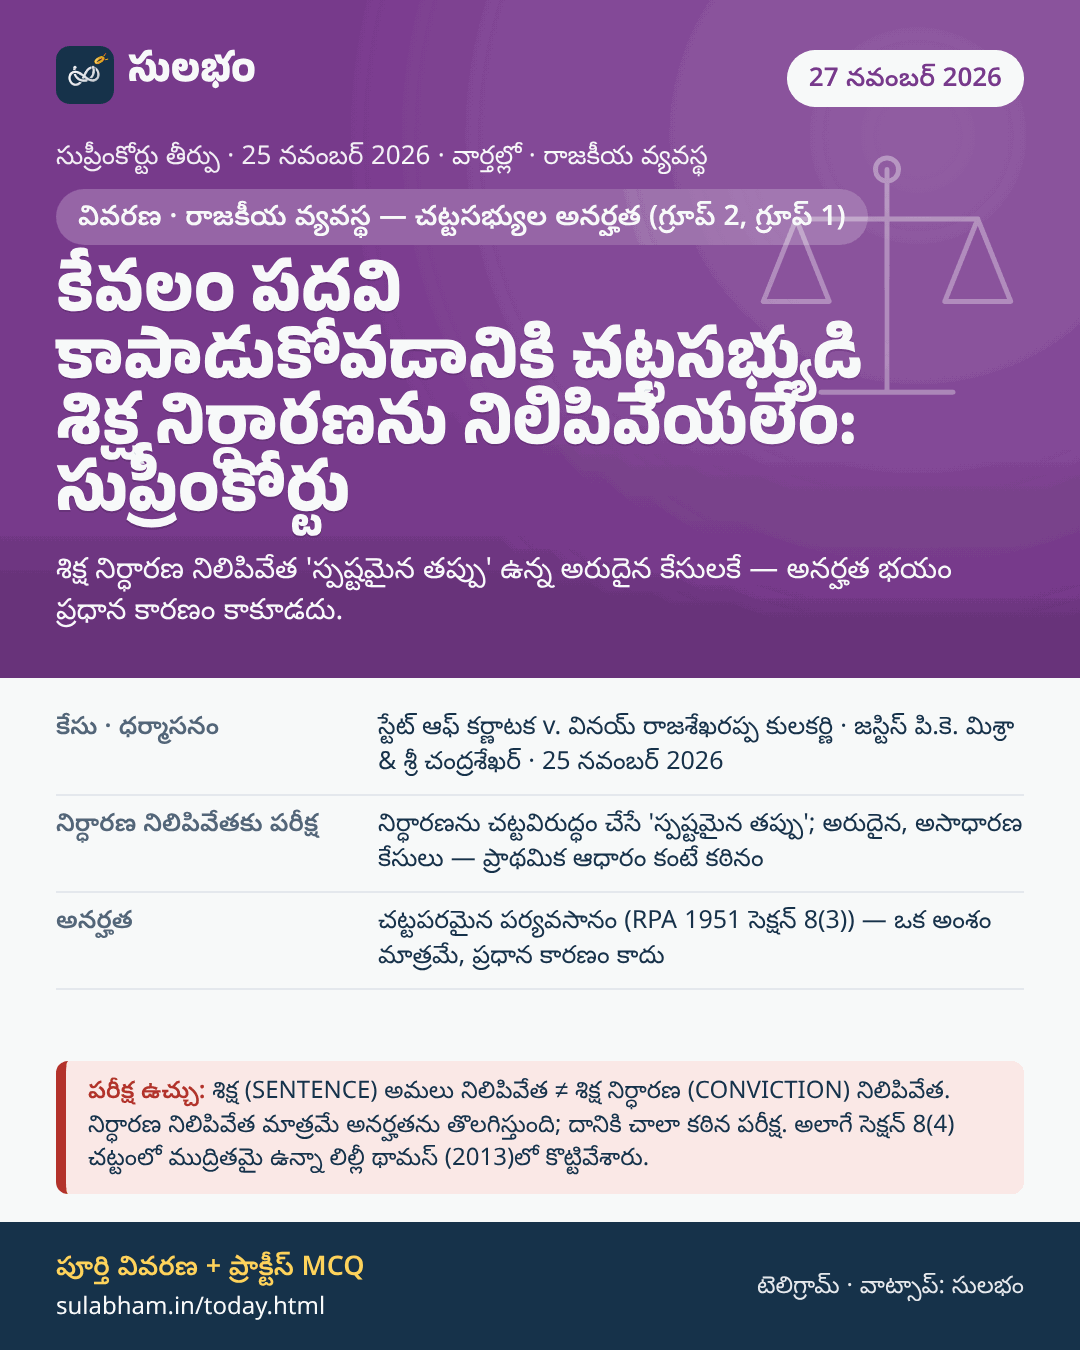 సులభం
27 నవంబర్ 2026
సుప్రీంకోర్టు తీర్పు · 25 నవంబర్ 2026 · వార్తల్లో · రాజకీయ వ్యవస్థ
వివరణ · రాజకీయ వ్యవస్థ — చట్టసభ్యుల అనర్హత (గ్రూప్ 2, గ్రూప్ 1)
కేవలం పదవి
కాపాడుకోవడానికి చట్టసభ్యుడి
శిక్ష నిర్ధారణను నిలిపివేయలేం:
సుప్రీంకోర్టు
శిక్ష నిర్ధారణ నిలిపివేత 'స్పష్టమైన తప్పు' ఉన్న అరుదైన కేసులకే — అనర్హత భయం
ప్రధాన కారణం కాకూడదు.
కేసు · ధర్మాసనం
స్టేట్ ఆఫ్ కర్ణాటక v. వినయ్ రాజశేఖరప్ప కులకర్ణి · జస్టిస్ పి.కె. మిశ్రా
& శ్రీ చంద్రశేఖర్ · 25 నవంబర్ 2026
నిర్ధారణ నిలిపివేతకు పరీక్ష
నిర్ధారణను చట్టవిరుద్ధం చేసే 'స్పష్టమైన తప్పు'; అరుదైన, అసాధారణ
కేసులు — ప్రాథమిక ఆధారం కంటే కఠినం
అనర్హత
చట్టపరమైన పర్యవసానం (RPA 1951 సెక్షన్ 8(3)) — ఒక అంశం
మాత్రమే, ప్రధాన కారణం కాదు
పరీక్ష ఉచ్చు: శిక్ష (SENTENCE) అమలు నిలిపివేత ≠ శిక్ష నిర్ధారణ (CONVICTION) నిలిపివేత.
నిర్ధారణ నిలిపివేత మాత్రమే అనర్హతను తొలగిస్తుంది; దానికి చాలా కఠిన పరీక్ష. అలాగే సెక్షన్ 8(4)
చట్టంలో ముద్రితమై ఉన్నా లిల్లీ థామస్ (2013)లో కొట్టివేశారు.
పూర్తి వివరణ + ప్రాక్టీస్ MCQ
sulabham.in/today.html
టెలిగ్రామ్ · వాట్సాప్: సులభం